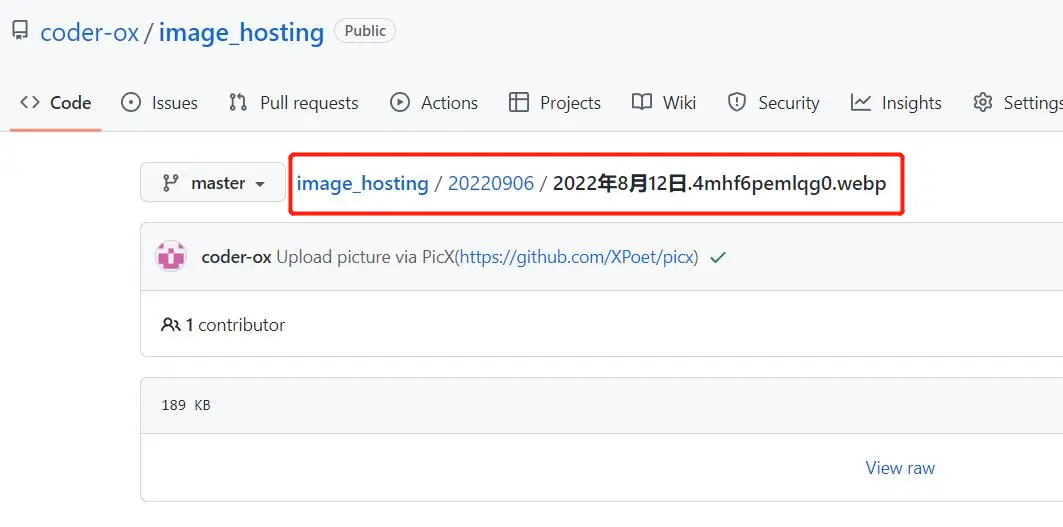 coder-ox / image_hosting Public
Code Issues Pull requests Actions Projects Wiki Security Insights Settings
master image_hosting / 20220906 / 2022年8月12日.4mhf6pemlqg0.webp
coder-ox Upload picture via PicX(https://github.com/XPoet/picx)
1 contributor
189 KB
View raw